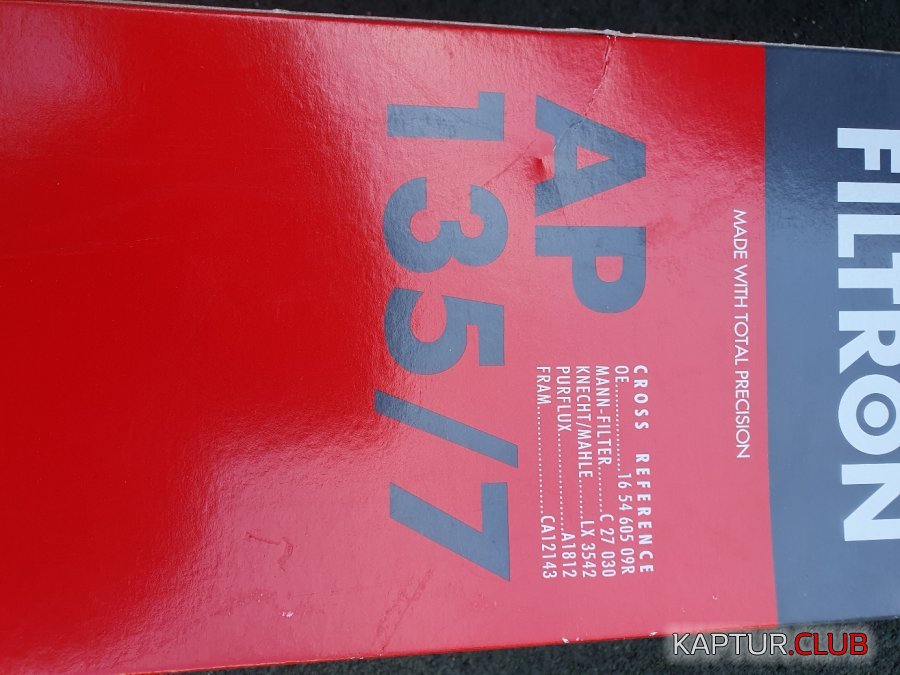 FILTRON
MADE WITH TOTAL PRECISION
AP
135/7
CROSS REFERENCE
OE................16 54 605 09R
MANN-FILTER........C 27 030
KNECHT/MAHLE......LX 3542
PURFLUX..................A1812
FRAM...................CA12143
KAPTUR.CLUB